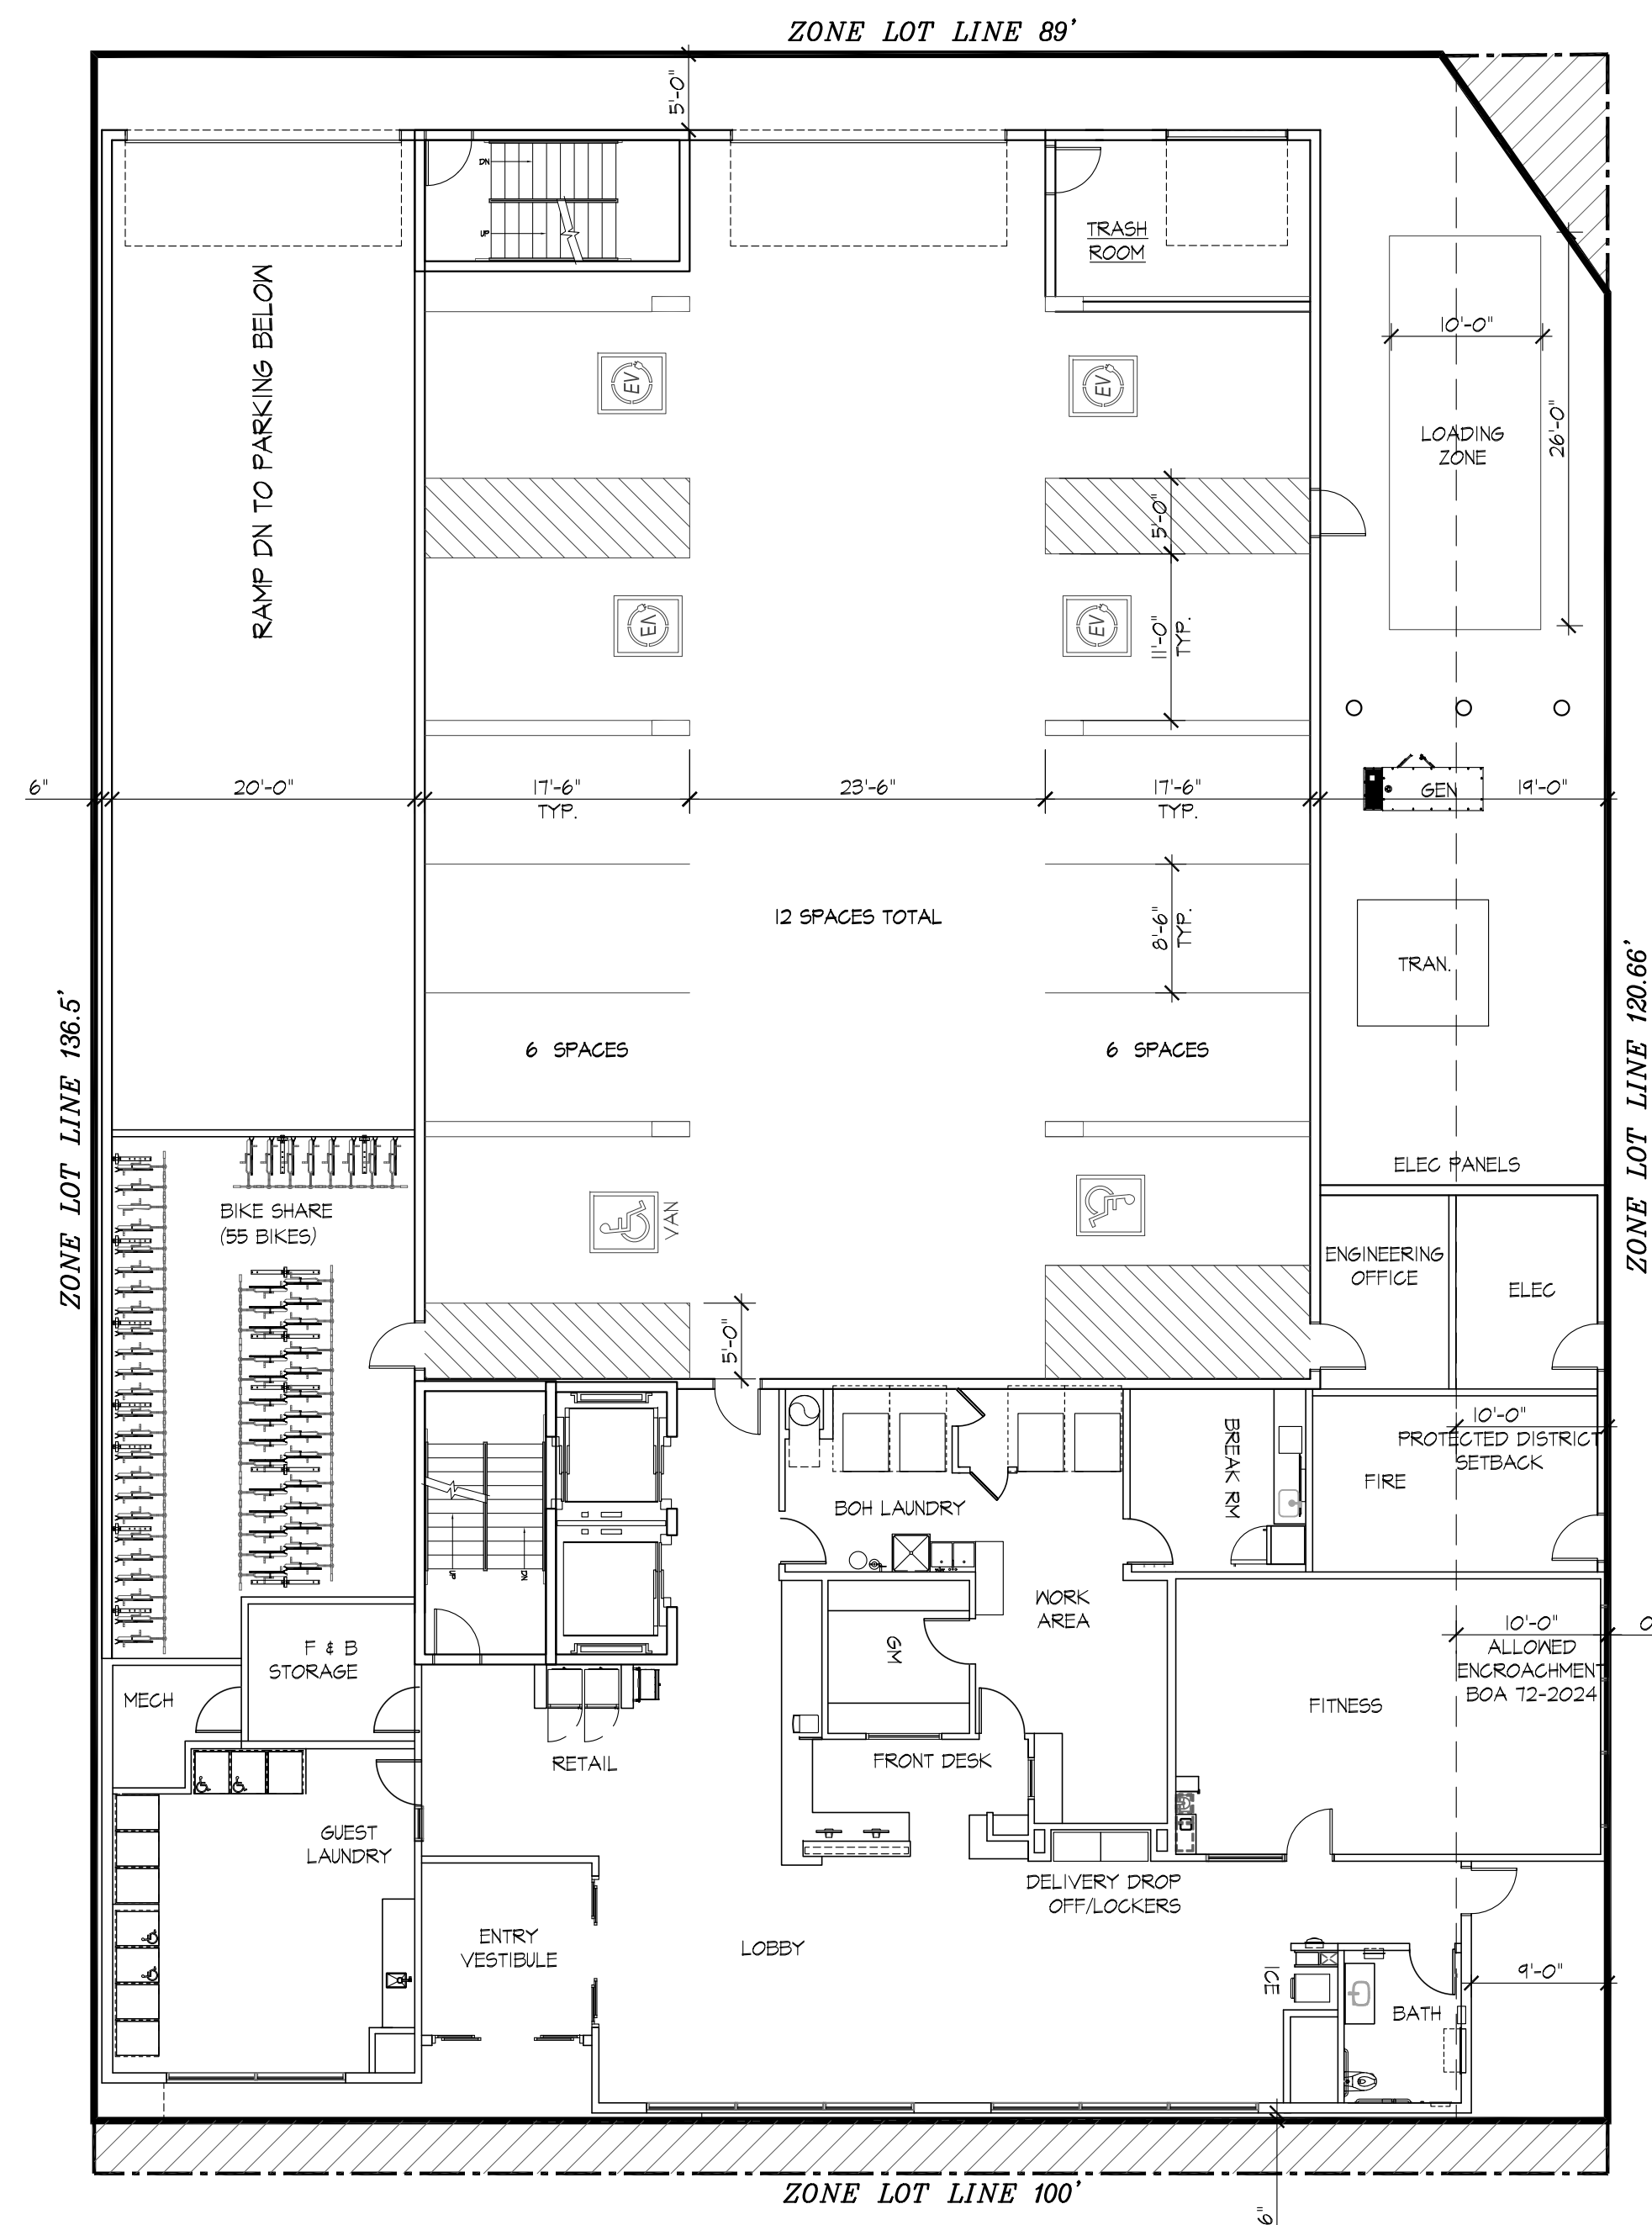 ZONE LOT LINE 89'
5'-0"
DN
UP
TRASH
ROOM
RAMP DN TO PARKING BELOW
EV
EV
10'-0"
LOADING
ZONE
26'-0"
5'-0"
EV
EV
11'-0"
TYP.
6"
20'-0"
17'-6"
TYP.
23'-6"
17'-6"
TYP.
GEN
19'-0"
12 SPACES TOTAL
8'-6"
TYP.
TRAN.
ZONE LOT LINE 136.5'
ZONE LOT LINE 120.66'
6 SPACES
6 SPACES
ELEC PANELS
BIKE SHARE
(55 BIKES)
VAN
ENGINEERING
OFFICE
ELEC
5'-0"
10'-0"
PROTECTED DISTRICT
SETBACK
BREAK RM
FIRE
BOH LAUNDRY
UP
DN
WORK
AREA
10'-0"
0
ALLOWED
ENCROACHMENT
BOA 72-2024
F & B
STORAGE
GM
MECH
FITNESS
RETAIL
FRONT DESK
GUEST
LAUNDRY
DELIVERY DROP
OFF/LOCKERS
ENTRY
VESTIBULE
LOBBY
ICE
9'-0"
BATH
ZONE LOT LINE 100'
6"